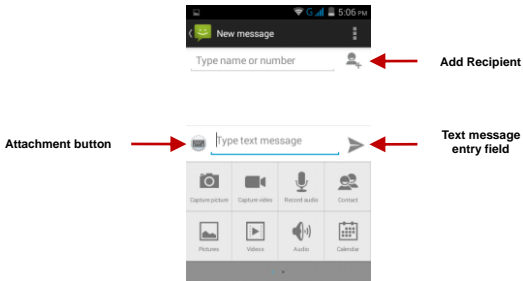 G 5:06 PM
New message
Type name or number
Add Recipient
Attachment button
Type text message
Text message
entry field
Capture picture Capture video Record audio Contact
Pictures Videos Audio Calendar